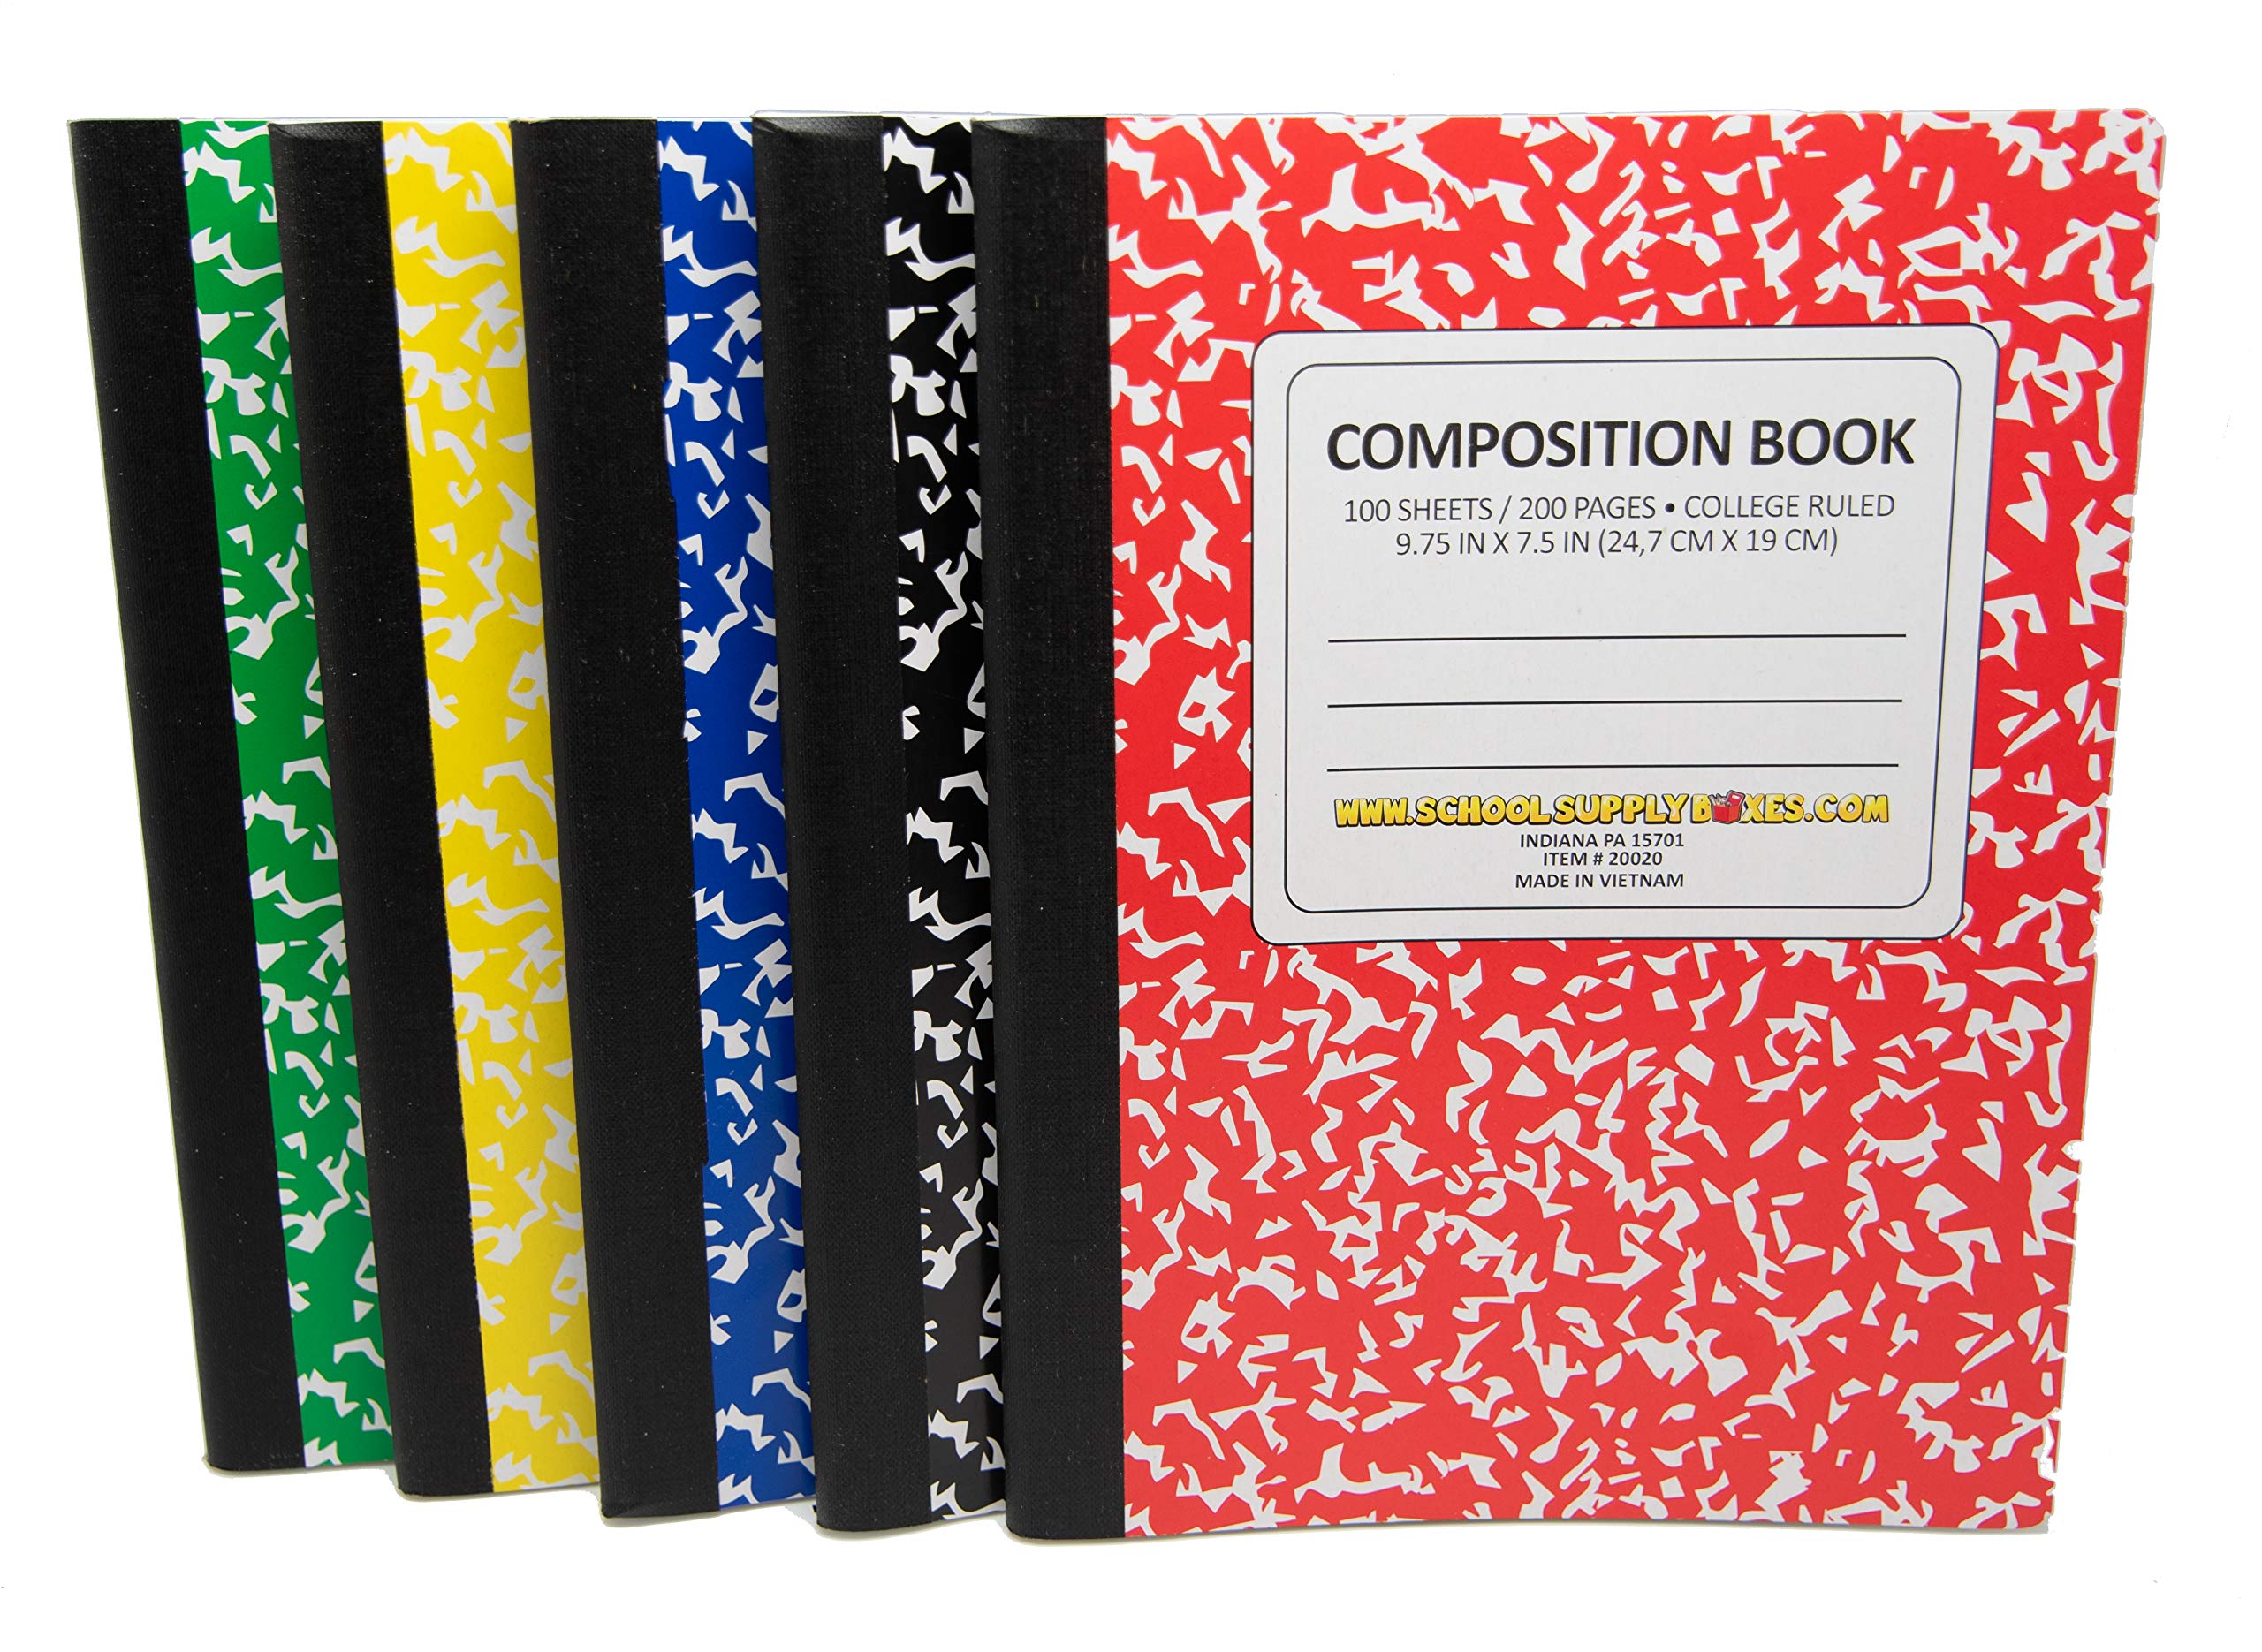 COMPOSITION BOOK
100 SHEETS / 200 PAGES • COLLEGE RULED
9.75 IN X 7.5 IN (24,7 CM X 19 CM)
WWW.SCHOOLSUPPLYBOXES.COM
INDIANA PA 15701
ITEM # 20020
MADE IN VIETNAM